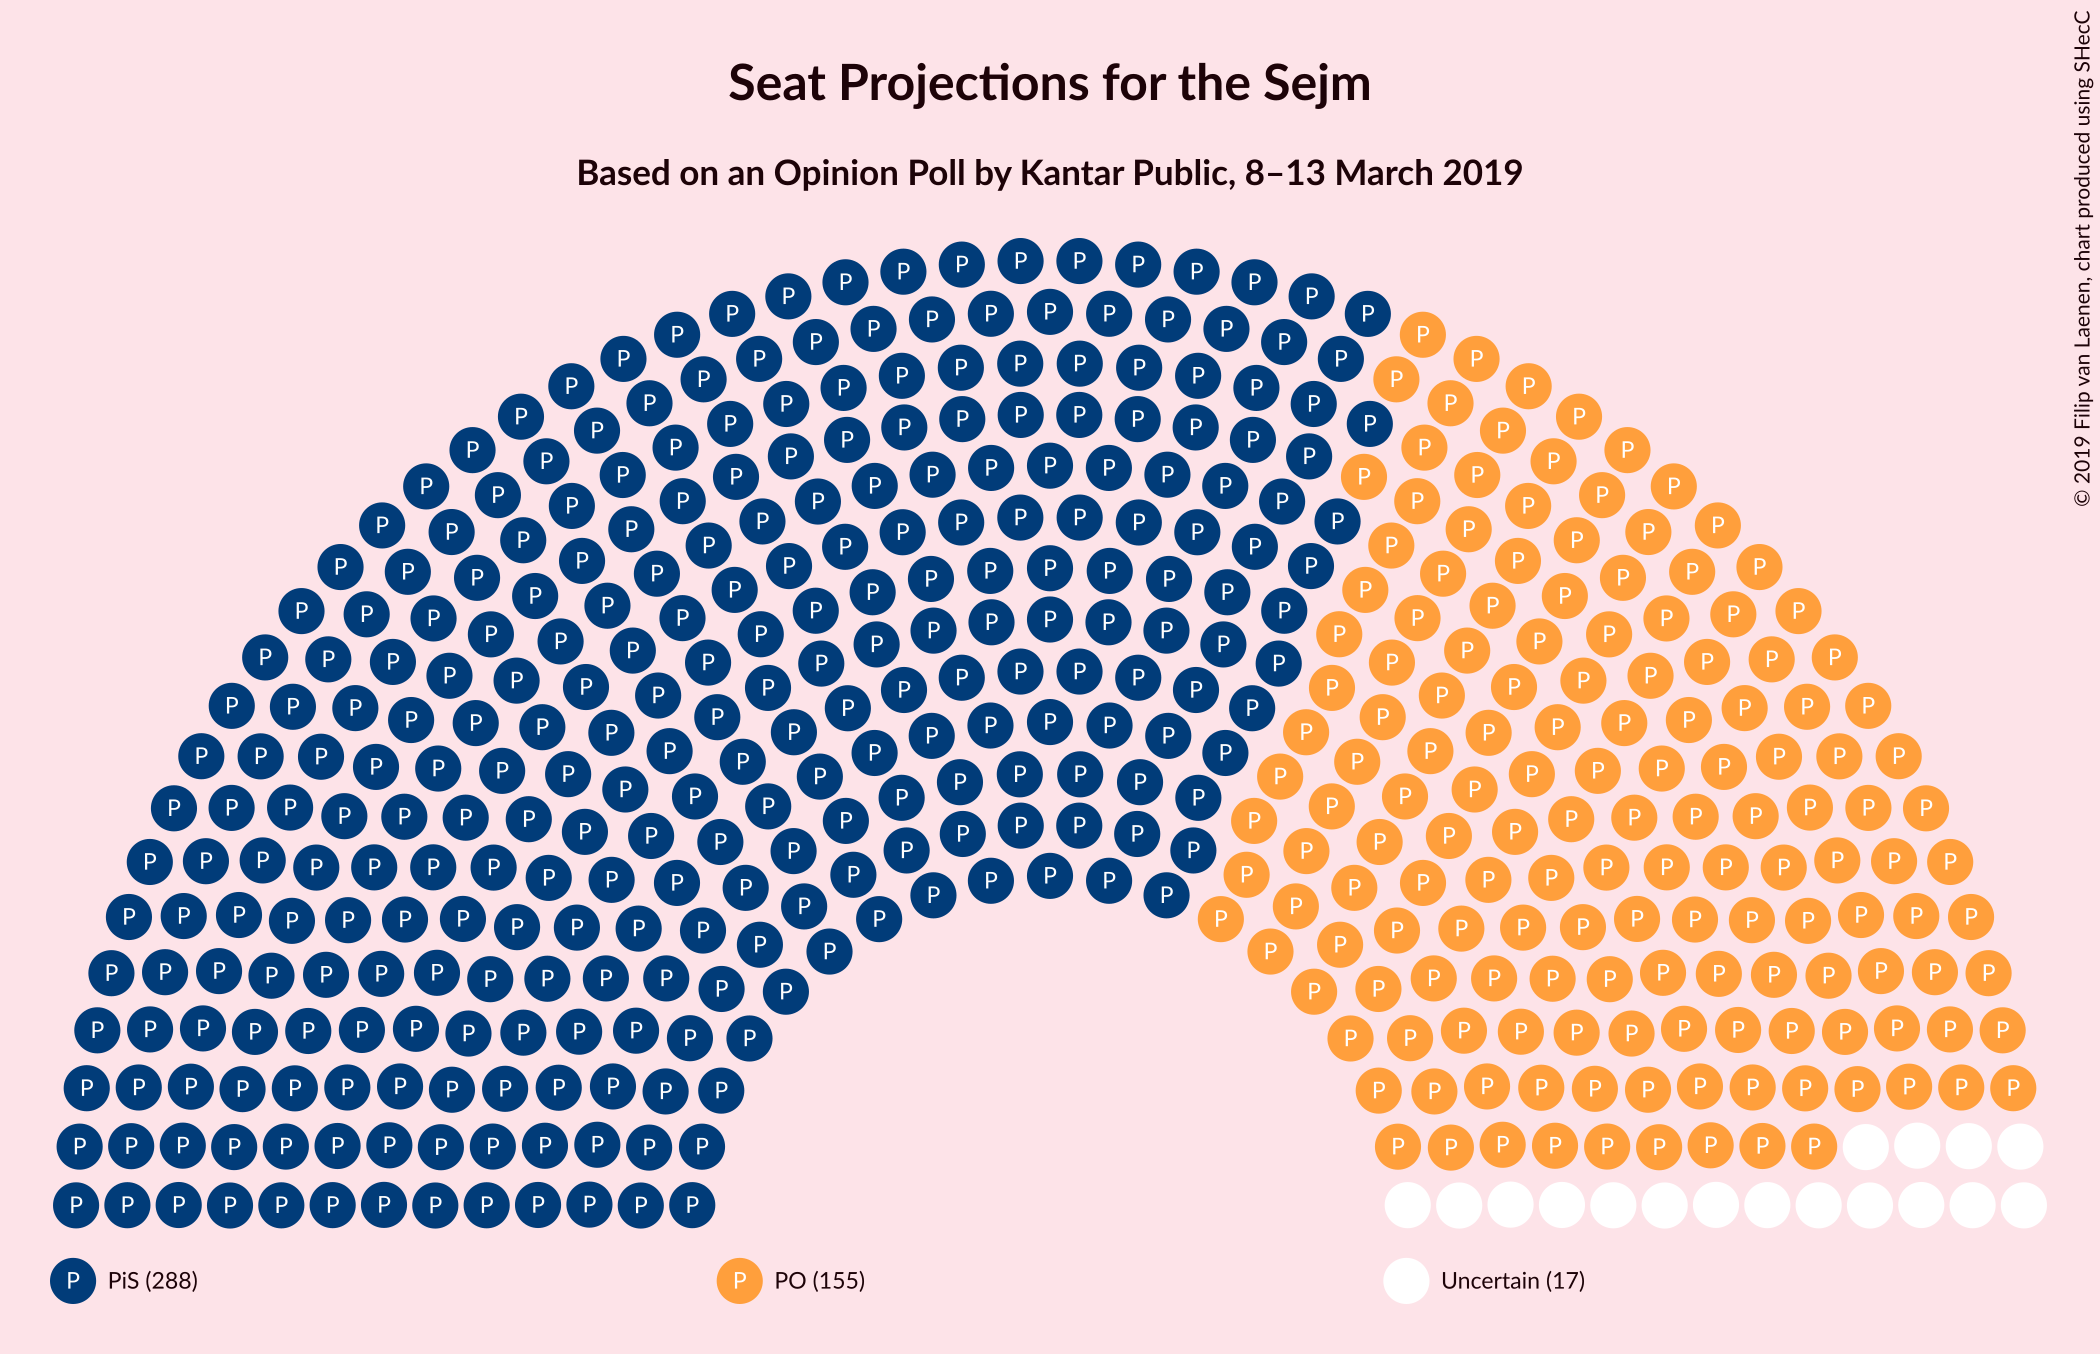 Seat Projections for the Sejm
Based on an Opinion Poll by Kantar Public, 8–13 March 2019
© 2019 Filip van Laenen, chart produced using SHecC
P PiS (288)
P PO (155)
Uncertain (17)